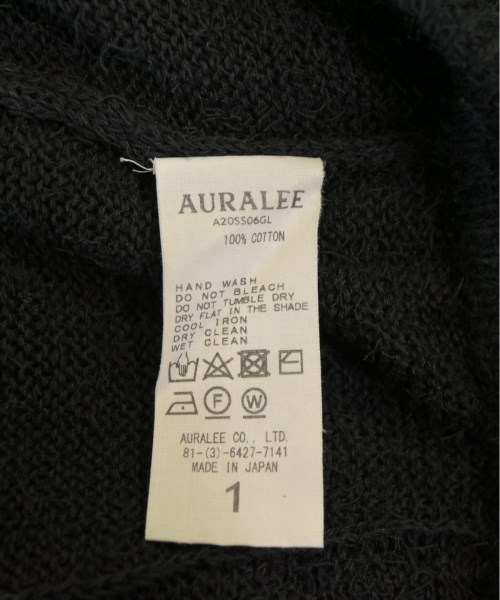 AURALEE
A20SS06GL
100% COTTON
HAND WASH
DO NOT BLEACH
DO NOT TUMBLE DRY
DRY FLAT IN THE SHADE
COOL IRON
DRY CLEAN
WET CLEAN
F W
AURALEE CO., LTD.
81-(3)-6427-7141
MADE IN JAPAN
1